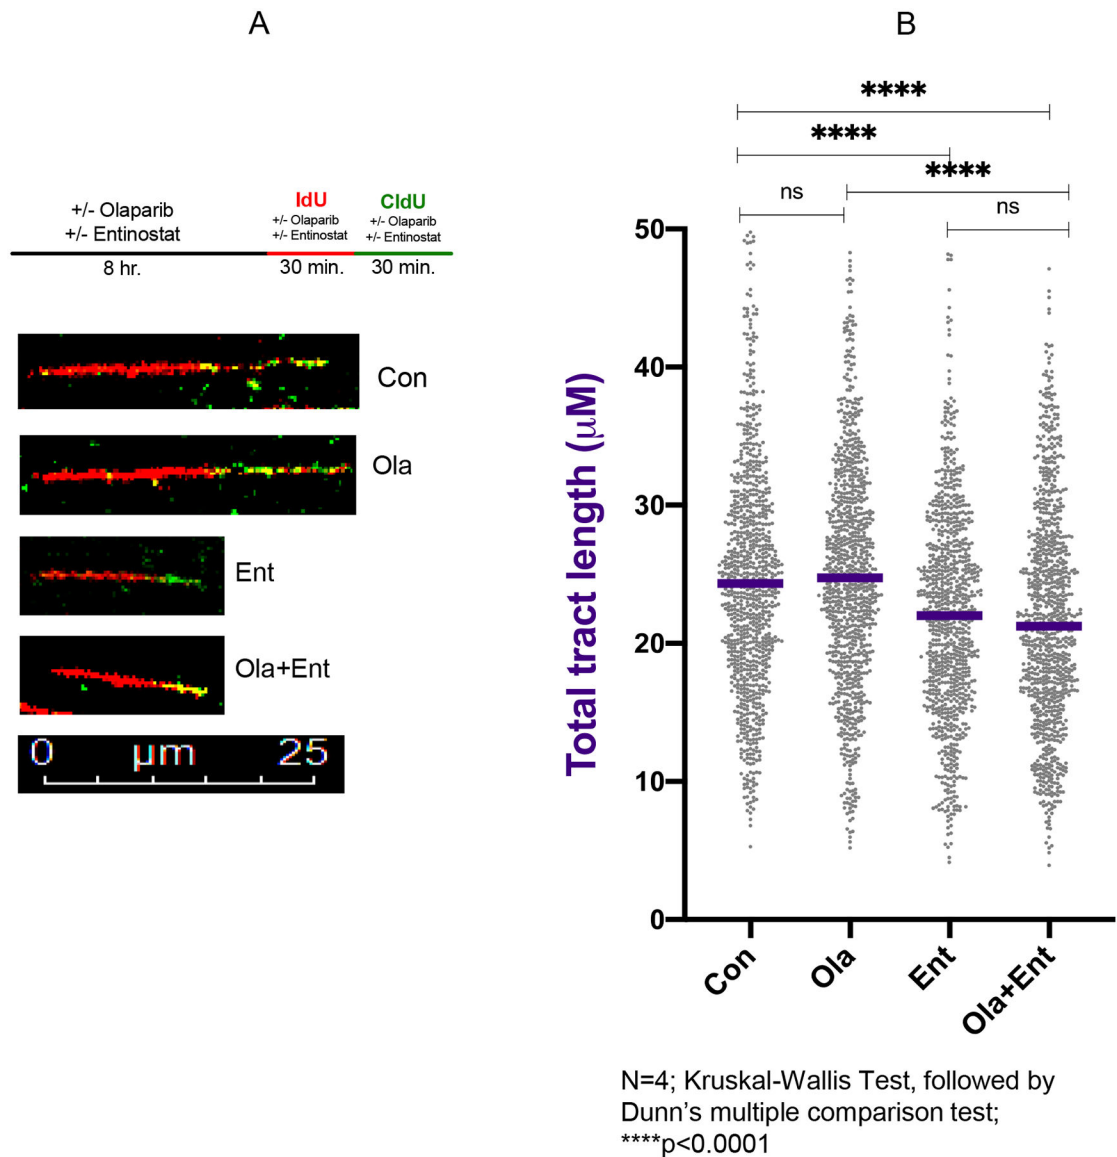 A
+/- Olaparib
+/- Entinostat
IdU
+/- Olaparib
+/- Entinostat
CldU
+/- Olaparib
+/- Entinostat
8 hr.
30 min.
30 min.
Con
Ola
Ent
Ola+Ent
0 μm 25
B
****
****
****
ns
ns
Total tract length (μM)
50
40
30
20
10
0
Con
Ola
Ent
Ola+Ent
N=4; Kruskal-Wallis Test, followed by
Dunn's multiple comparison test;
****p<0.0001